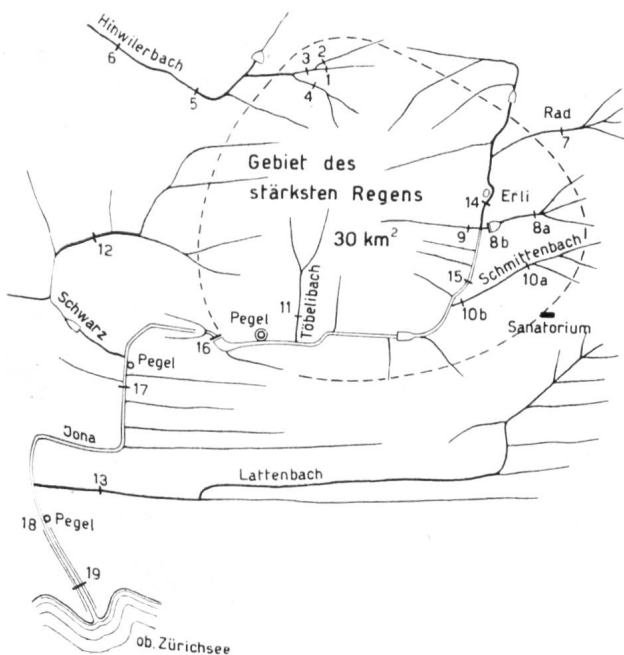 Hinwilerbach
6
5
3
2
1
4
Rad
7
Gebiet des
stärksten Regens
30 km²
14
Erli
9
8b
8a
12
Schmittenbach
10a
15
10b
11
Töbelibach
Pegel
16
Sanatorium
Schwarz
Pegel
17
Jona
Lattenbach
13
18
Pegel
19
ob. Zürichsee